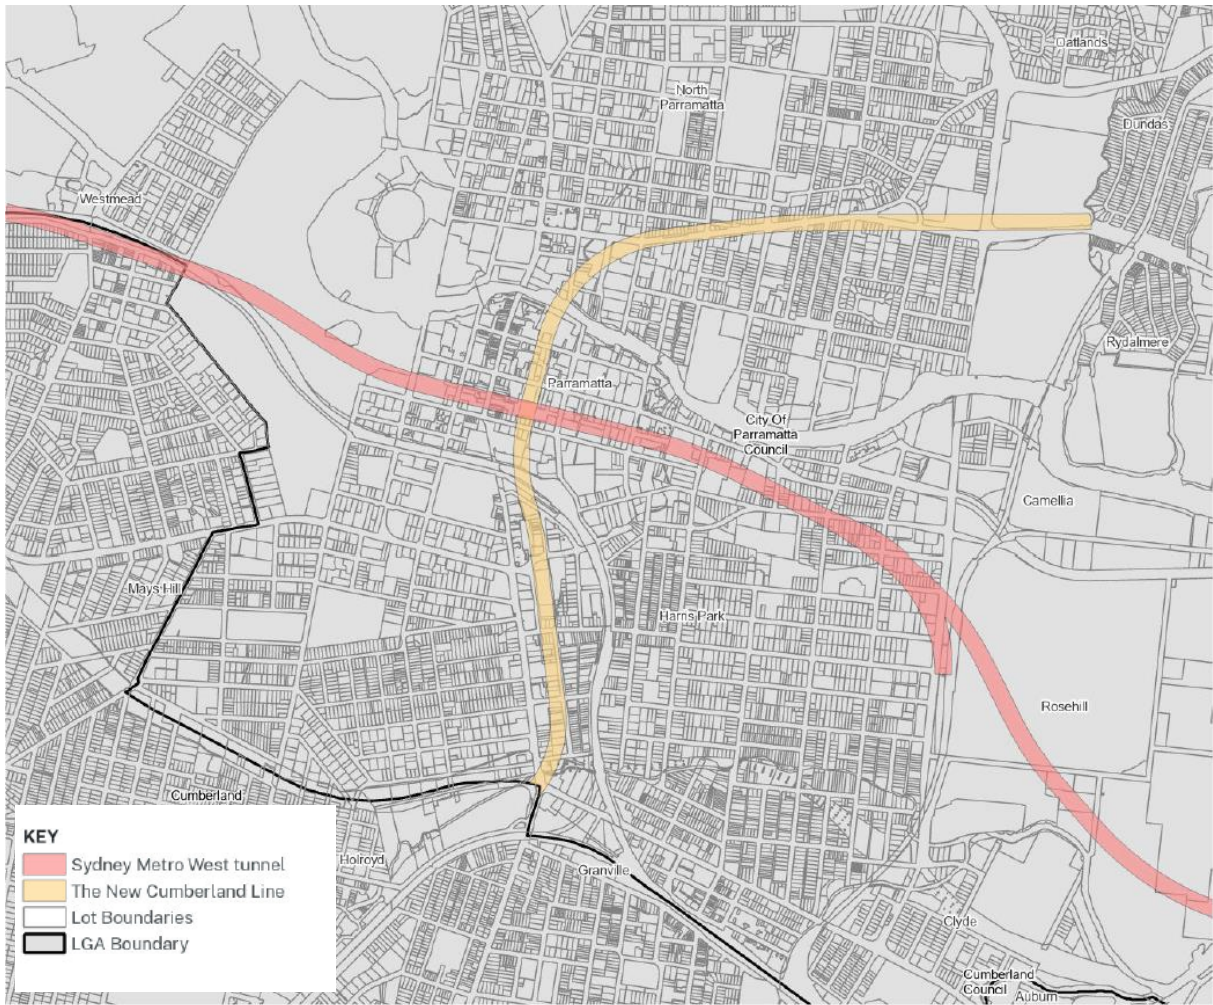 Oatlands
North
Parramatta
Dundas
Westmead
Rydalmere
Parramatta
City Of
Parramatta
Council
Camellia
Mays Hill
Harris Park
Rosehill
Cumberland
Holroyd
Granville
Clyde
Cumberland
Council
Auburn
KEY
Sydney Metro West tunnel
The New Cumberland Line
Lot Boundaries
LGA Boundary